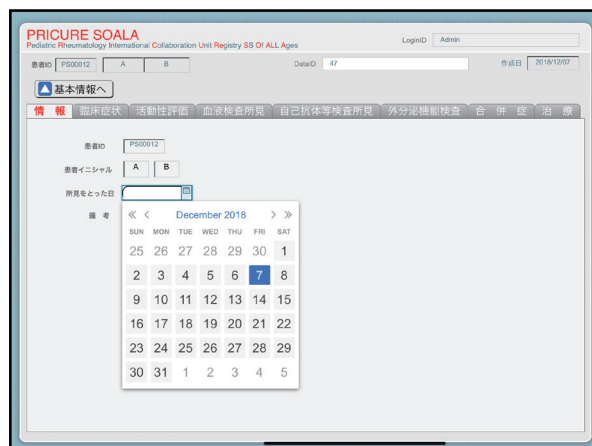 PRICURE SOALA
Pediatric Rheumatology International Collaboration Unit Registry SS Of ALL Ages
LoginID Admin
患者ID PS00012 A B DataID 47 作成日 2018/12/07
基本情報へ
情 報 臨床症状 活動性評価 血液検査所見 自己抗体等検査所見 外分泌機能検査 合 併 症 治 療
患者ID PS00012
患者イニシャル A B
所見をとった日
備 考
« < December 2018 > »
SUN MON TUE WED THU FRI SAT
25 26 27 28 29 30 1
2 3 4 5 6 7 8
9 10 11 12 13 14 15
16 17 18 19 20 21 22
23 24 25 26 27 28 29
30 31 1 2 3 4 5